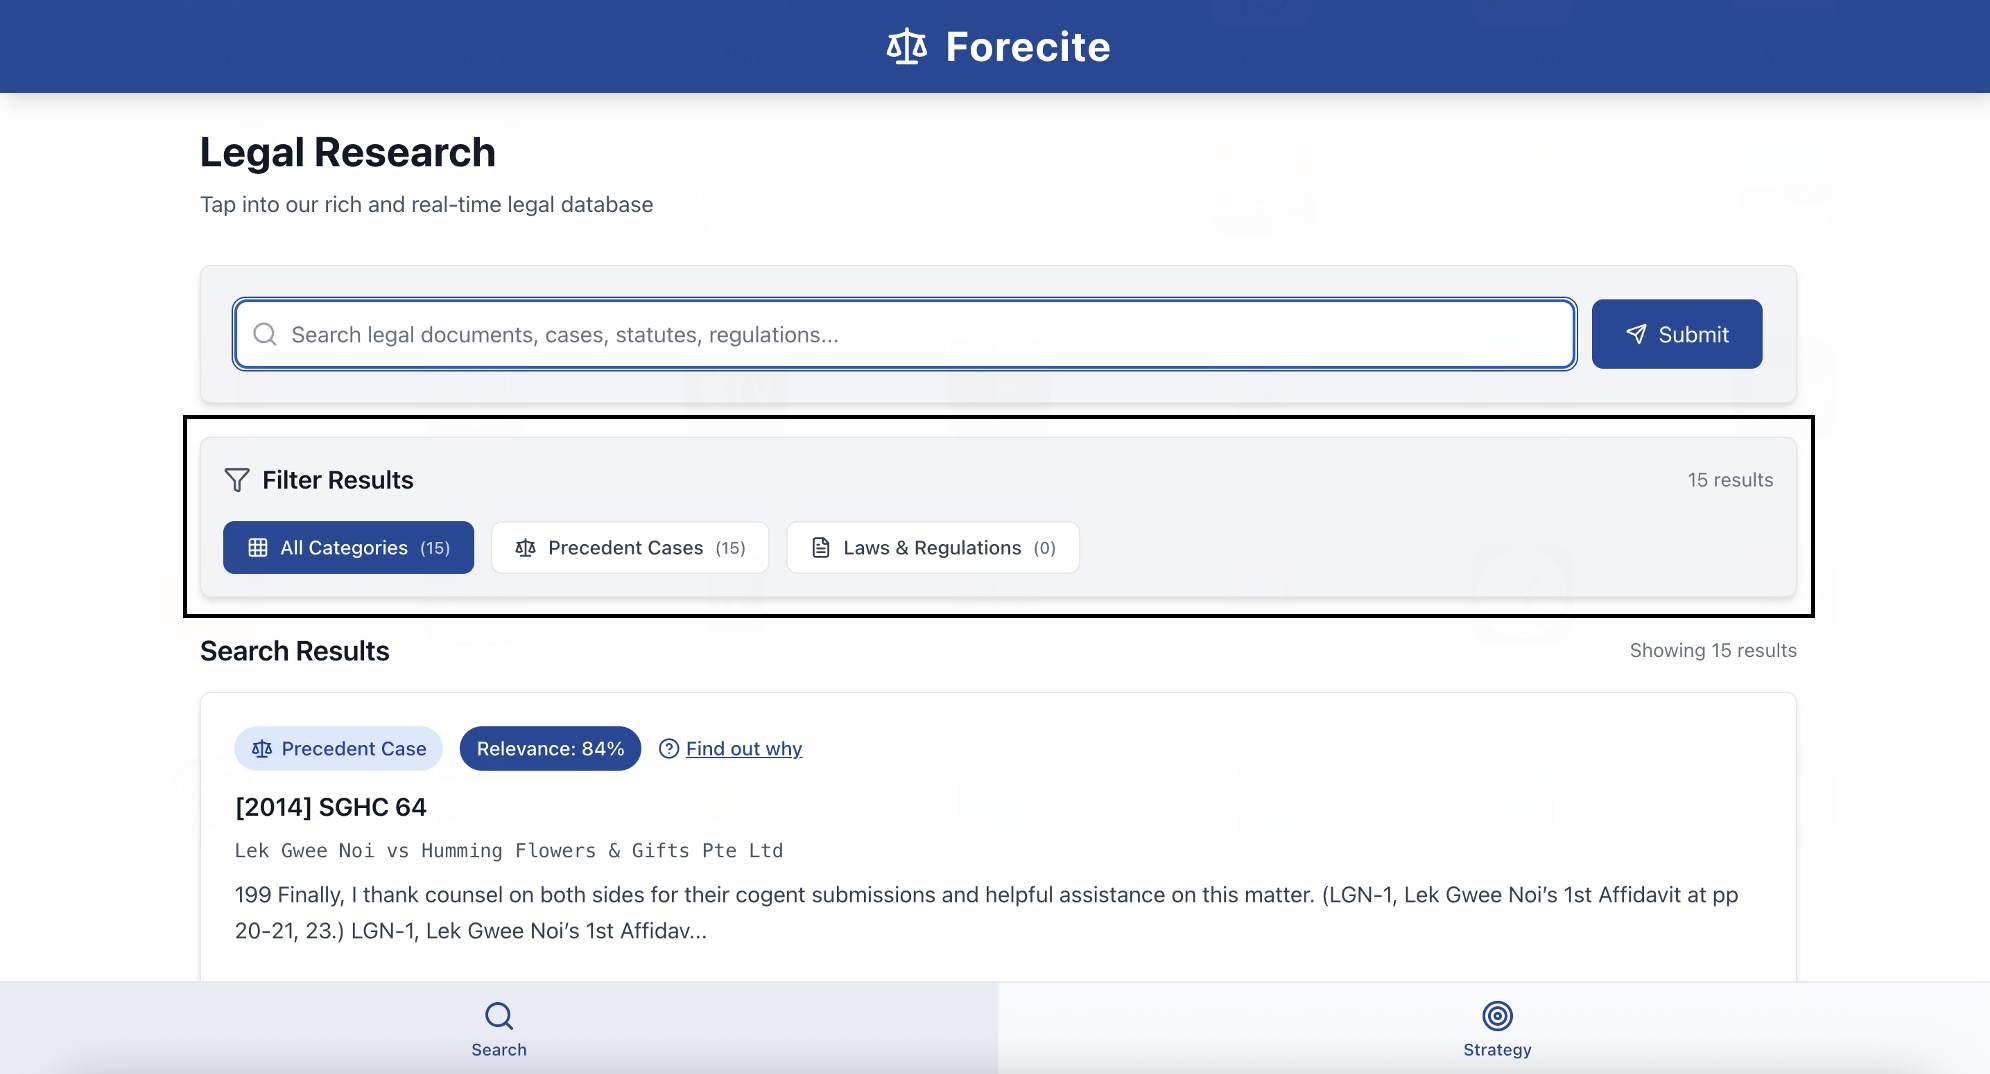 Forecite
Legal Research
Tap into our rich and real-time legal database
Search legal documents, cases, statutes, regulations...
Submit
Filter Results
15 results
All Categories (15)
Precedent Cases (15)
Laws & Regulations (0)
Search Results
Showing 15 results
Precedent Case
Relevance: 84%
Find out why
[2014] SGHC 64
Lek Gwee Noi vs Humming Flowers & Gifts Pte Ltd
199 Finally, I thank counsel on both sides for their cogent submissions and helpful assistance on this matter. (LGN-1, Lek Gwee Noi’s 1st Affidavit at pp
20-21, 23.) LGN-1, Lek Gwee Noi’s 1st Affidav...
Search
Strategy